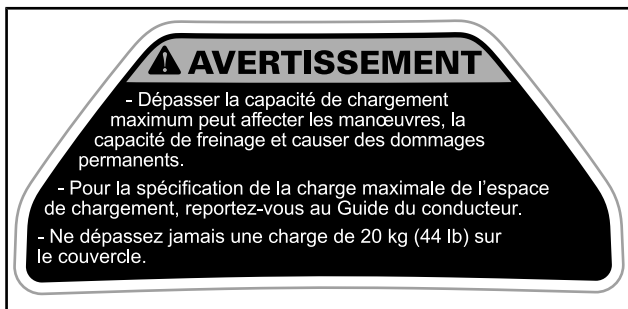 AVERTISSEMENT
- Dépasser la capacité de chargement
maximum peut affecter les manœuvres, la
capacité de freinage et causer des dommages
permanents.
- Pour la spécification de la charge maximale de l'espace
de chargement, reportez-vous au Guide du conducteur.
- Ne dépassez jamais une charge de 20 kg (44 lb) sur
le couvercle.